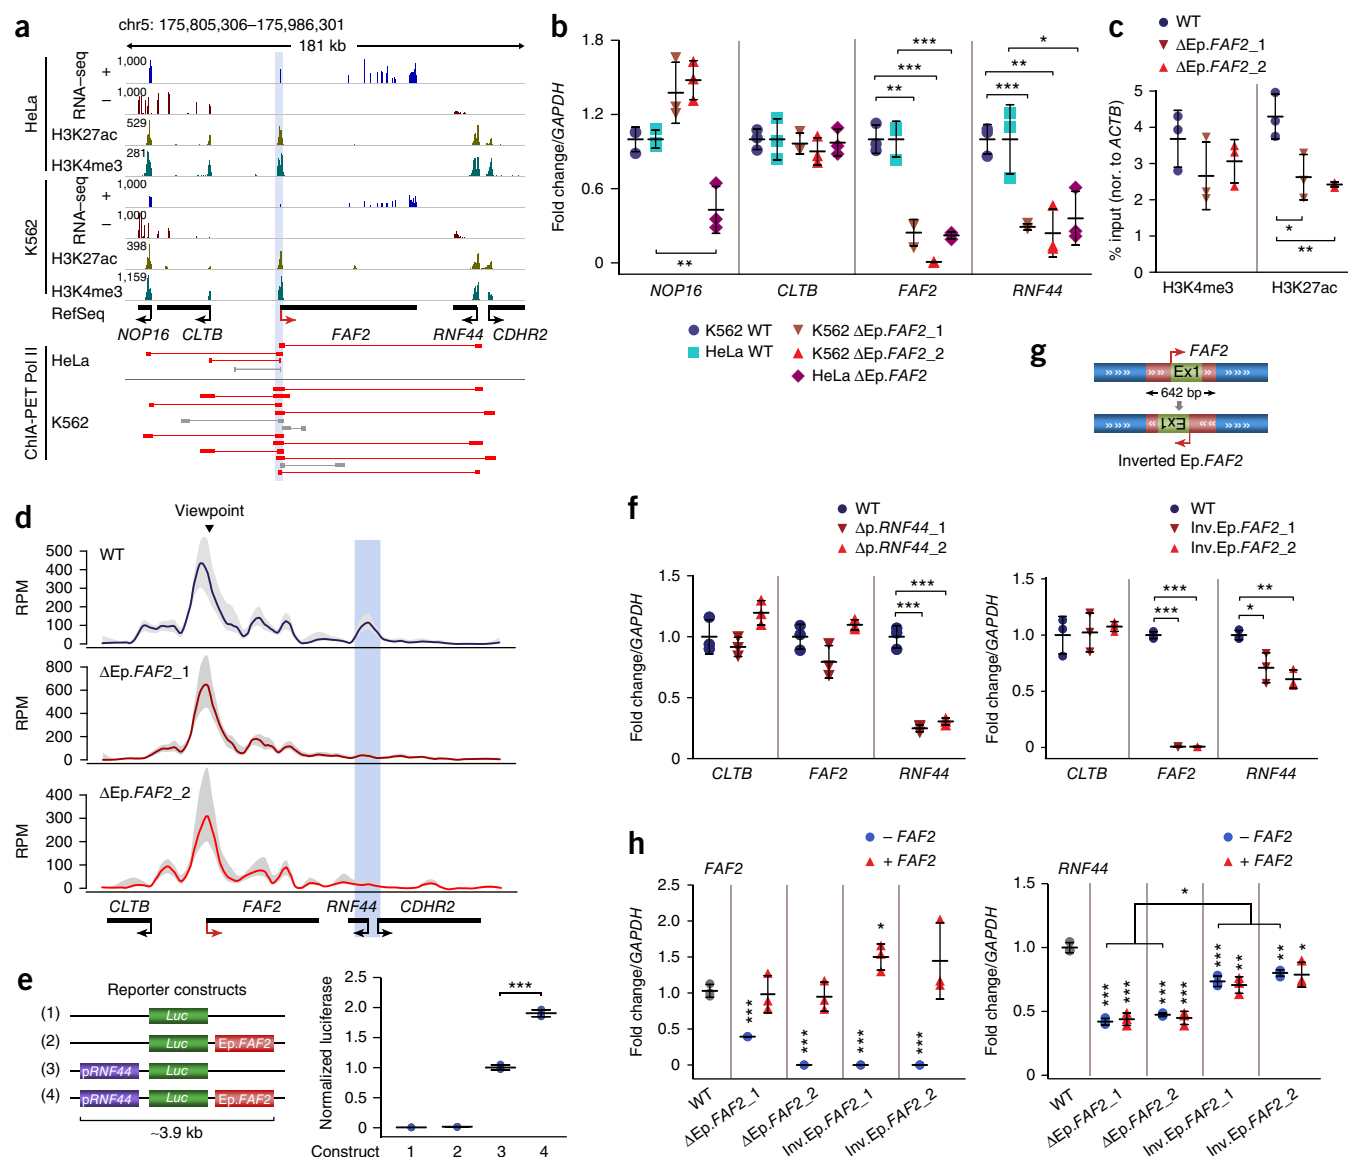 a
chr5: 175,805,306–175,986,301
181 kb
HeLa
RNA–seq
+
1,000
–
1,000
H3K27ac
529
H3K4me3
281
K562
RNA–seq
+
1,000
–
1,000
H3K27ac
398
H3K4me3
1,159
RefSeq
NOP16 CLTB FAF2 RNF44 CDHR2
ChIA-PET Pol II
HeLa
K562
b
Fold change/GAPDH
1.8
1.2
0.6
0
**
** *** ***
*** ** *
NOP16 CLTB FAF2 RNF44
K562 WT
HeLa WT
K562 ΔEp.FAF2_1
K562 ΔEp.FAF2_2
HeLa ΔEp.FAF2
c
WT
ΔEp.FAF2_1
ΔEp.FAF2_2
% input (nor. to ACTB)
5
4
3
2
1
0
*
**
H3K4me3 H3K27ac
g
FAF2
»»» »» Ex1 » »»»
642 bp
»»» « Ex1 «« »»»
Inverted Ep.FAF2
d
Viewpoint
WT
RPM
500
400
300
200
100
0
ΔEp.FAF2_1
RPM
800
600
400
200
0
ΔEp.FAF2_2
RPM
400
300
200
100
0
CLTB FAF2 RNF44 CDHR2
e
Reporter constructs
(1) Luc
(2) Luc Ep.FAF2
(3) pRNF44 Luc
(4) pRNF44 Luc Ep.FAF2
~3.9 kb
Normalized luciferase
2.5
2.0
1.5
1.0
0.5
0
***
Construct 1 2 3 4
f
WT
Δp.RNF44_1
Δp.RNF44_2
Fold change/GAPDH
1.5
1.0
0.5
0
***
***
CLTB FAF2 RNF44
WT
Inv.Ep.FAF2_1
Inv.Ep.FAF2_2
Fold change/GAPDH
1.5
1.0
0.5
0
***
***
**
*
CLTB FAF2 RNF44
h
– FAF2
+ FAF2
FAF2
Fold change/GAPDH
2.5
2.0
1.5
1.0
0.5
0
*** *** *** * ***
WT ΔEp.FAF2_1 ΔEp.FAF2_2 Inv.Ep.FAF2_1 Inv.Ep.FAF2_2
– FAF2
+ FAF2
RNF44
Fold change/GAPDH
1.5
1.0
0.5
0
*
*** *** *** *** *** ** ** *
WT ΔEp.FAF2_1 ΔEp.FAF2_2 Inv.Ep.FAF2_1 Inv.Ep.FAF2_2